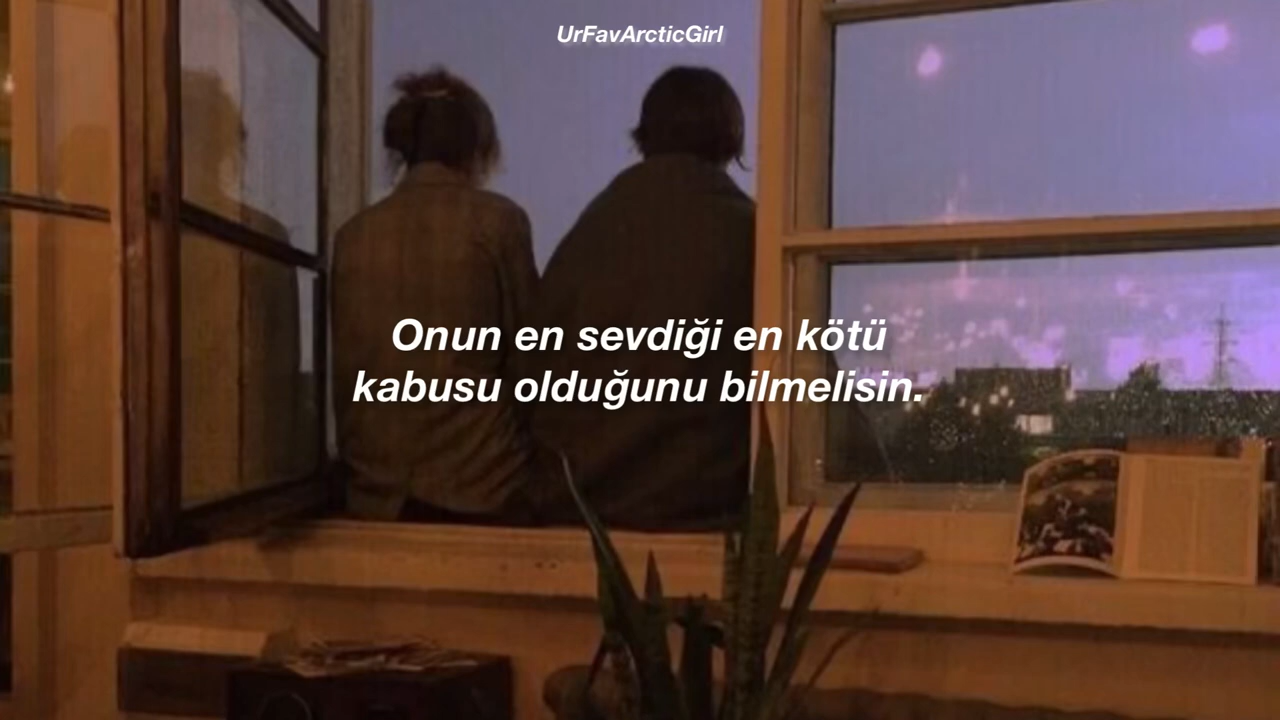 UrFavArcticGirl
Onun en sevdiği en kötü
kabusu olduğunu bilmelisin.